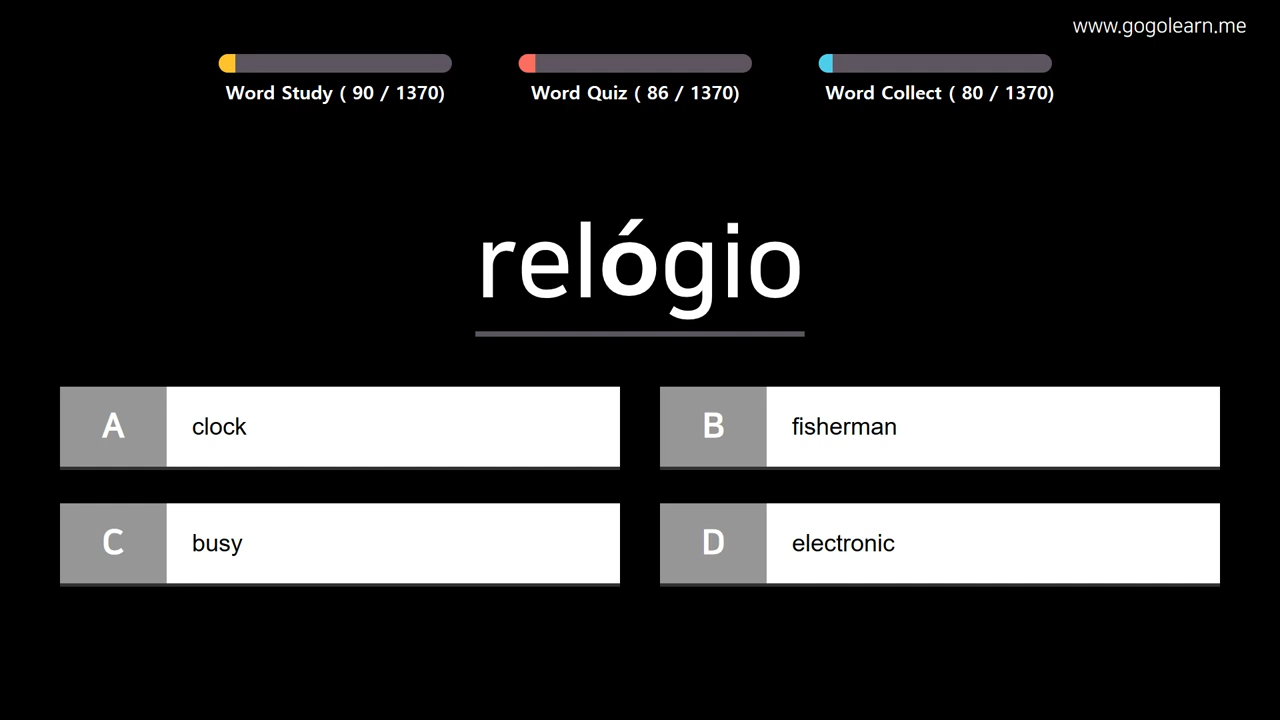 www.gogolearn.me
Word Study ( 90 / 1370)
Word Quiz ( 86 / 1370)
Word Collect ( 80 / 1370)
relógio
A clock
B fisherman
C busy
D electronic